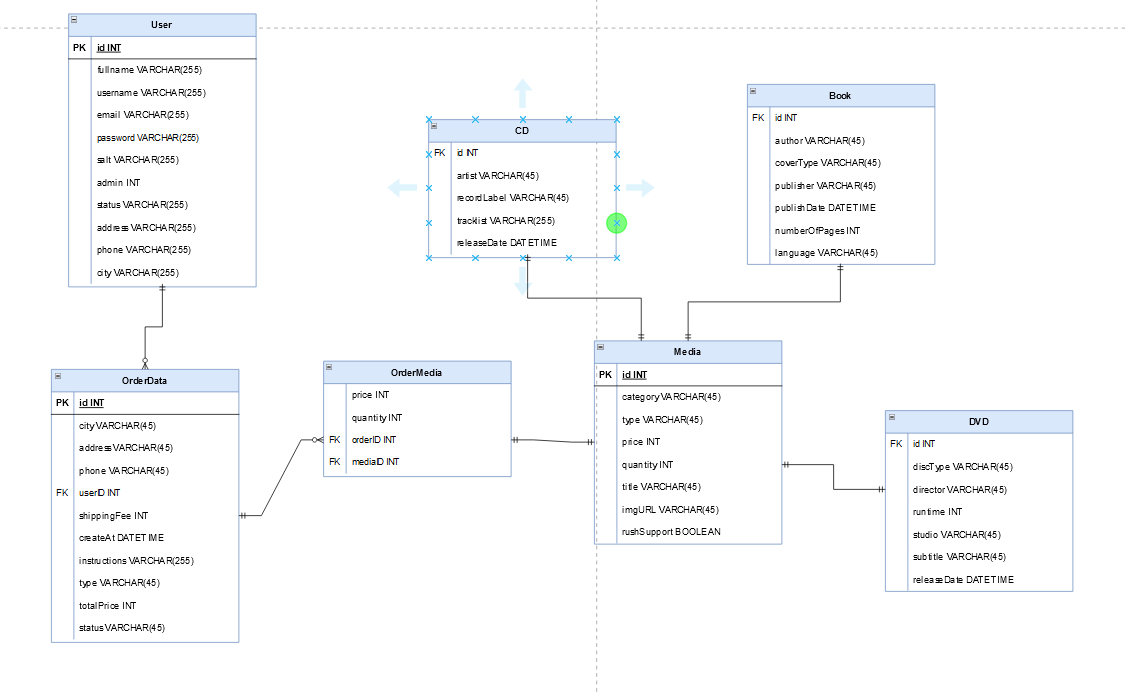 User
PK id INT
fullname VARCHAR(255)
username VARCHAR(255)
email VARCHAR(255)
password VARCHAR(255)
salt VARCHAR(255)
admin INT
status VARCHAR(255)
address VARCHAR(255)
phone VARCHAR(255)
city VARCHAR(255)
CD
FK id INT
artist VARCHAR(45)
recordLabel VARCHAR(45)
tracklist VARCHAR(255)
releaseDate DATETIME
Book
FK id INT
author VARCHAR(45)
coverType VARCHAR(45)
publisher VARCHAR(45)
publishDate DATETIME
numberOfPages INT
language VARCHAR(45)
OrderData
PK id INT
city VARCHAR(45)
address VARCHAR(45)
phone VARCHAR(45)
FK userID INT
shippingFee INT
createAt DATETIME
instructions VARCHAR(255)
type VARCHAR(45)
totalPrice INT
status VARCHAR(45)
OrderMedia
price INT
quantity INT
FK orderID INT
FK mediaID INT
Media
PK id INT
category VARCHAR(45)
type VARCHAR(45)
price INT
quantity INT
title VARCHAR(45)
imgURL VARCHAR(45)
rushSupport BOOLEAN
DVD
FK id INT
discType VARCHAR(45)
director VARCHAR(45)
runtime INT
studio VARCHAR(45)
subtitle VARCHAR(45)
releaseDate DATETIME